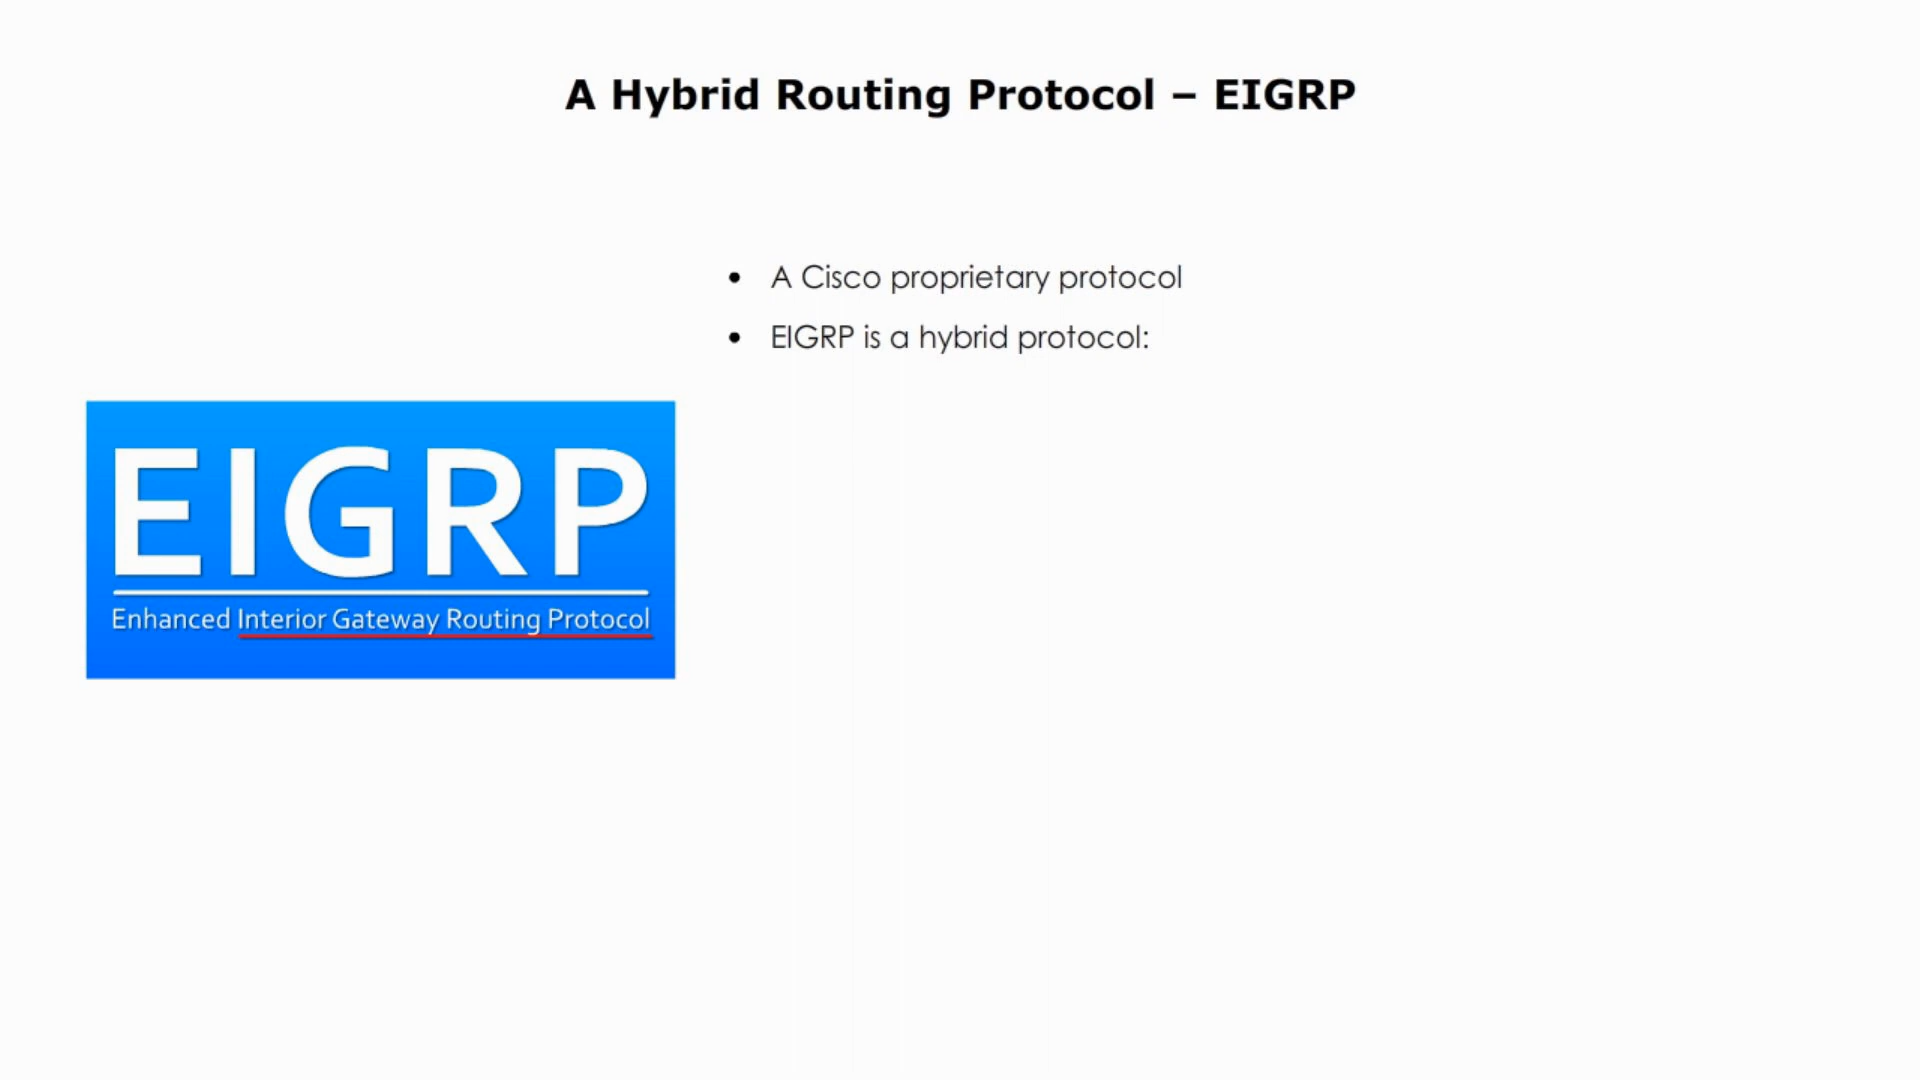 A Hybrid Routing Protocol – EIGRP
• A Cisco proprietary protocol
• EIGRP is a hybrid protocol:
EIGRP
Enhanced Interior Gateway Routing Protocol